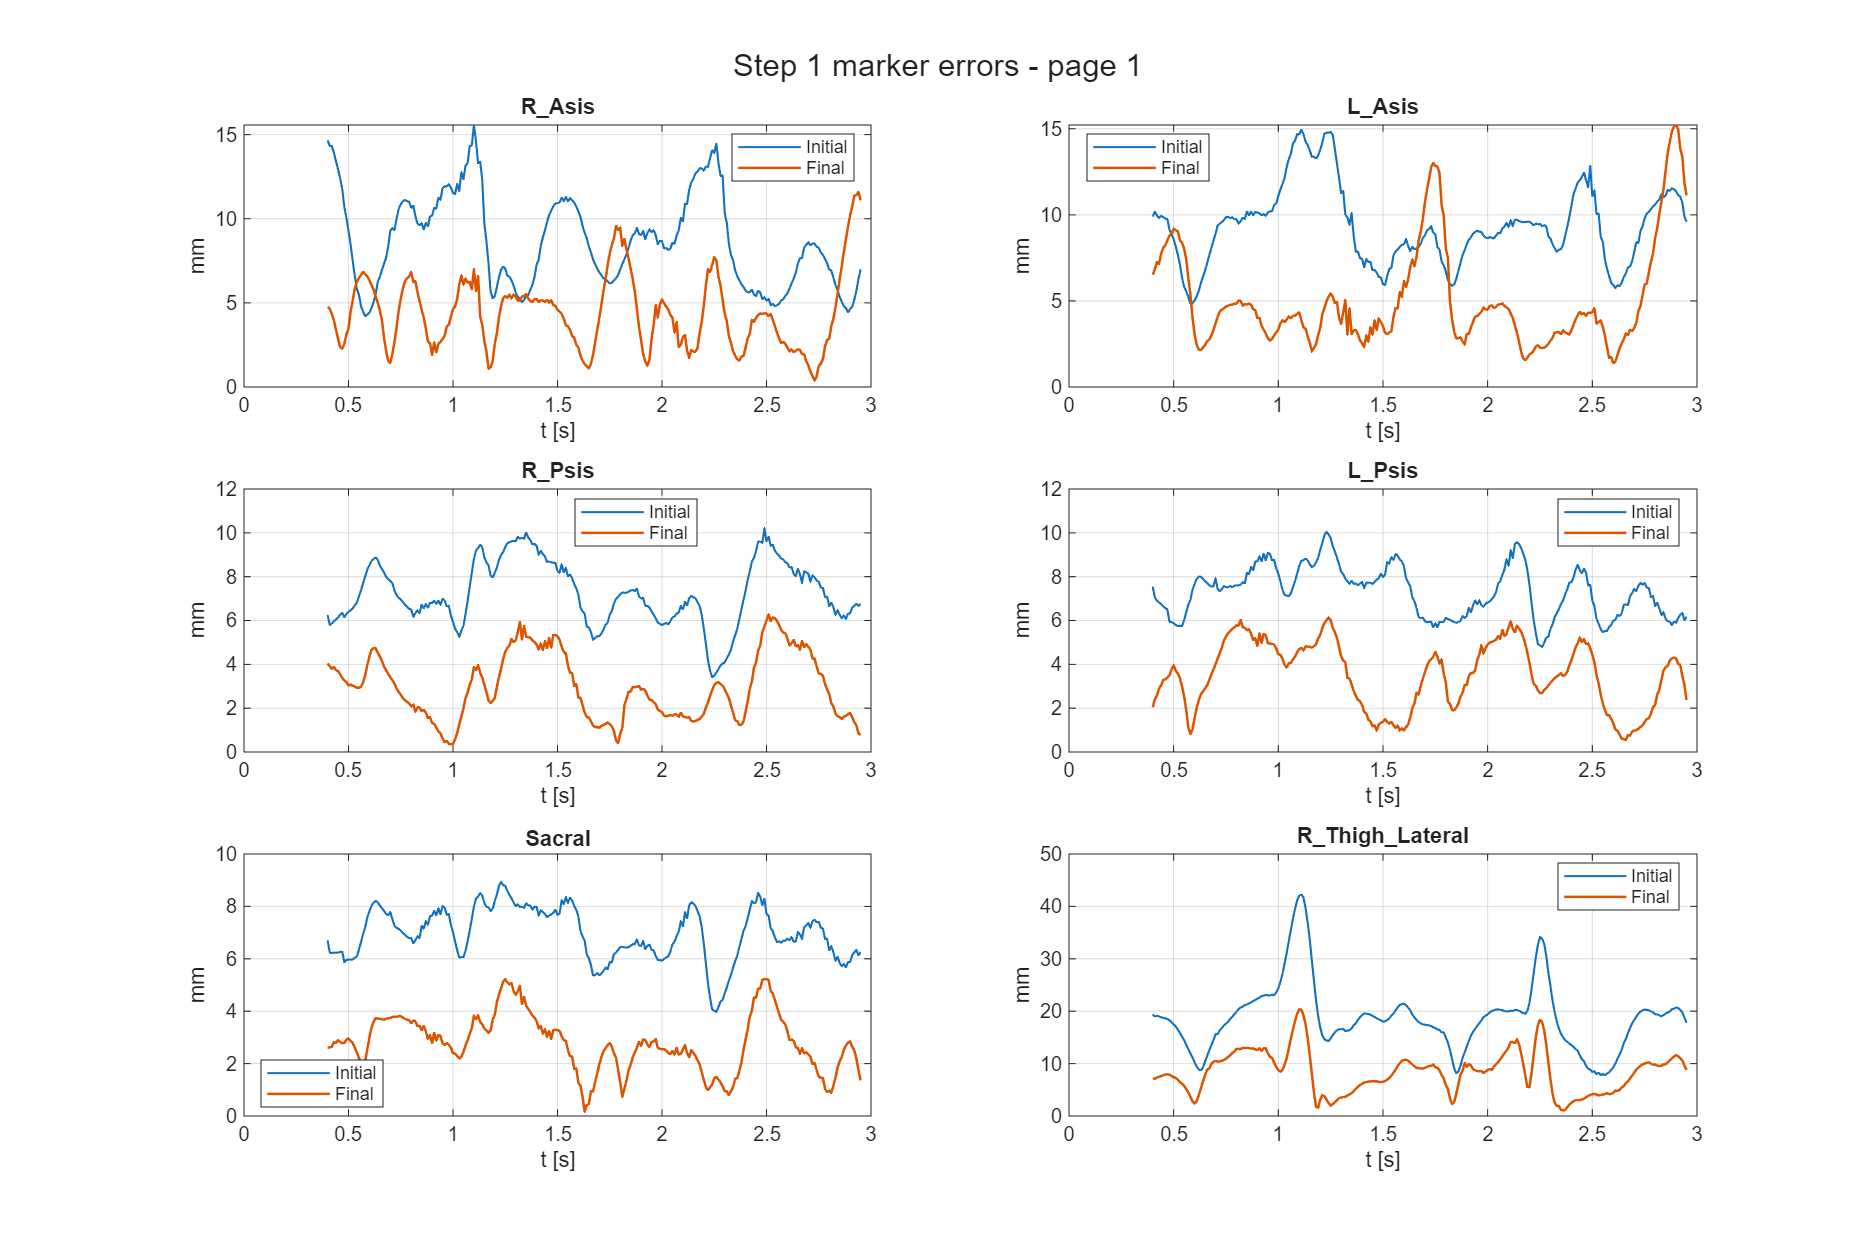 Step 1 marker errors - page 1
R_Asis
15
10
5
0
mm
Initial
Final
0 0.5 1 1.5 2 2.5 3
t [s]
L_Asis
15
10
5
0
mm
Initial
Final
0 0.5 1 1.5 2 2.5 3
t [s]
R_Psis
12
10
8
6
4
2
0
mm
Initial
Final
0 0.5 1 1.5 2 2.5 3
t [s]
L_Psis
12
10
8
6
4
2
0
mm
Initial
Final
0 0.5 1 1.5 2 2.5 3
t [s]
Sacral
10
8
6
4
2
0
mm
Initial
Final
0 0.5 1 1.5 2 2.5 3
t [s]
R_Thigh_Lateral
50
40
30
20
10
0
mm
Initial
Final
0 0.5 1 1.5 2 2.5 3
t [s]